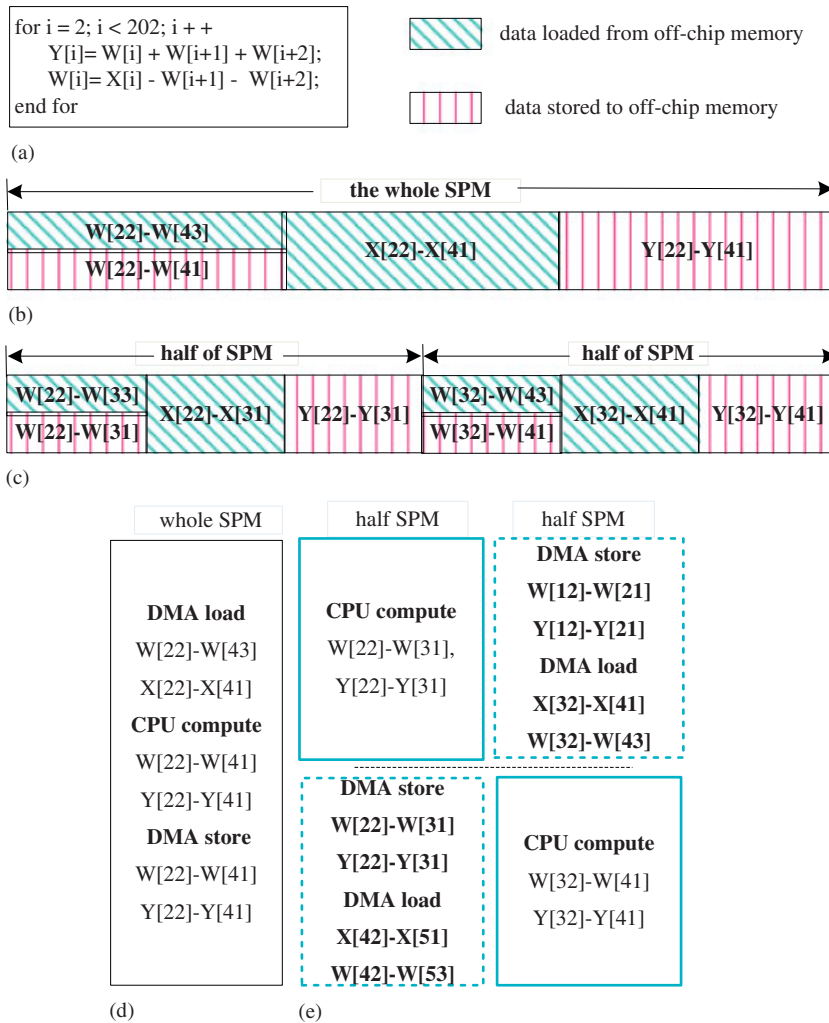 for i = 2; i < 202; i + +
Y[i]= W[i] + W[i+1] + W[i+2];
W[i]= X[i] - W[i+1] - W[i+2];
end for
data loaded from off-chip memory
data stored to off-chip memory
(a)
the whole SPM
W[22]-W[43]
W[22]-W[41]
X[22]-X[41]
Y[22]-Y[41]
(b)
half of SPM
half of SPM
W[22]-W[33]
W[22]-W[31]
X[22]-X[31]
Y[22]-Y[31]
W[32]-W[43]
W[32]-W[41]
X[32]-X[41]
Y[32]-Y[41]
(c)
whole SPM
DMA load
W[22]-W[43]
X[22]-X[41]
CPU compute
W[22]-W[41]
Y[22]-Y[41]
DMA store
W[22]-W[41]
Y[22]-Y[41]
(d)
half SPM
half SPM
CPU compute
W[22]-W[31],
Y[22]-Y[31]
DMA store
W[12]-W[21]
Y[12]-Y[21]
DMA load
X[32]-X[41]
W[32]-W[43]
DMA store
W[22]-W[31]
Y[22]-Y[31]
DMA load
X[42]-X[51]
W[42]-W[53]
CPU compute
W[32]-W[41]
Y[32]-Y[41]
(e)